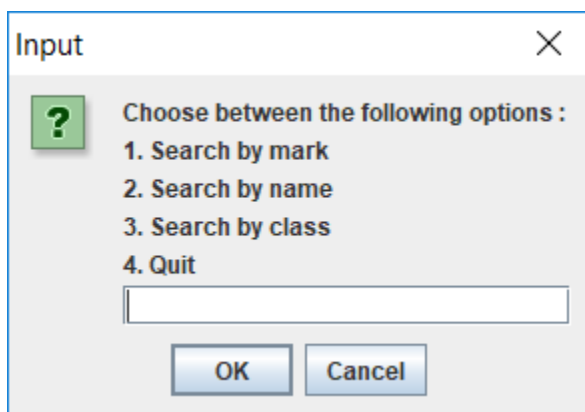 Input
Choose between the following options :
1. Search by mark
2. Search by name
3. Search by class
4. Quit
OK Cancel